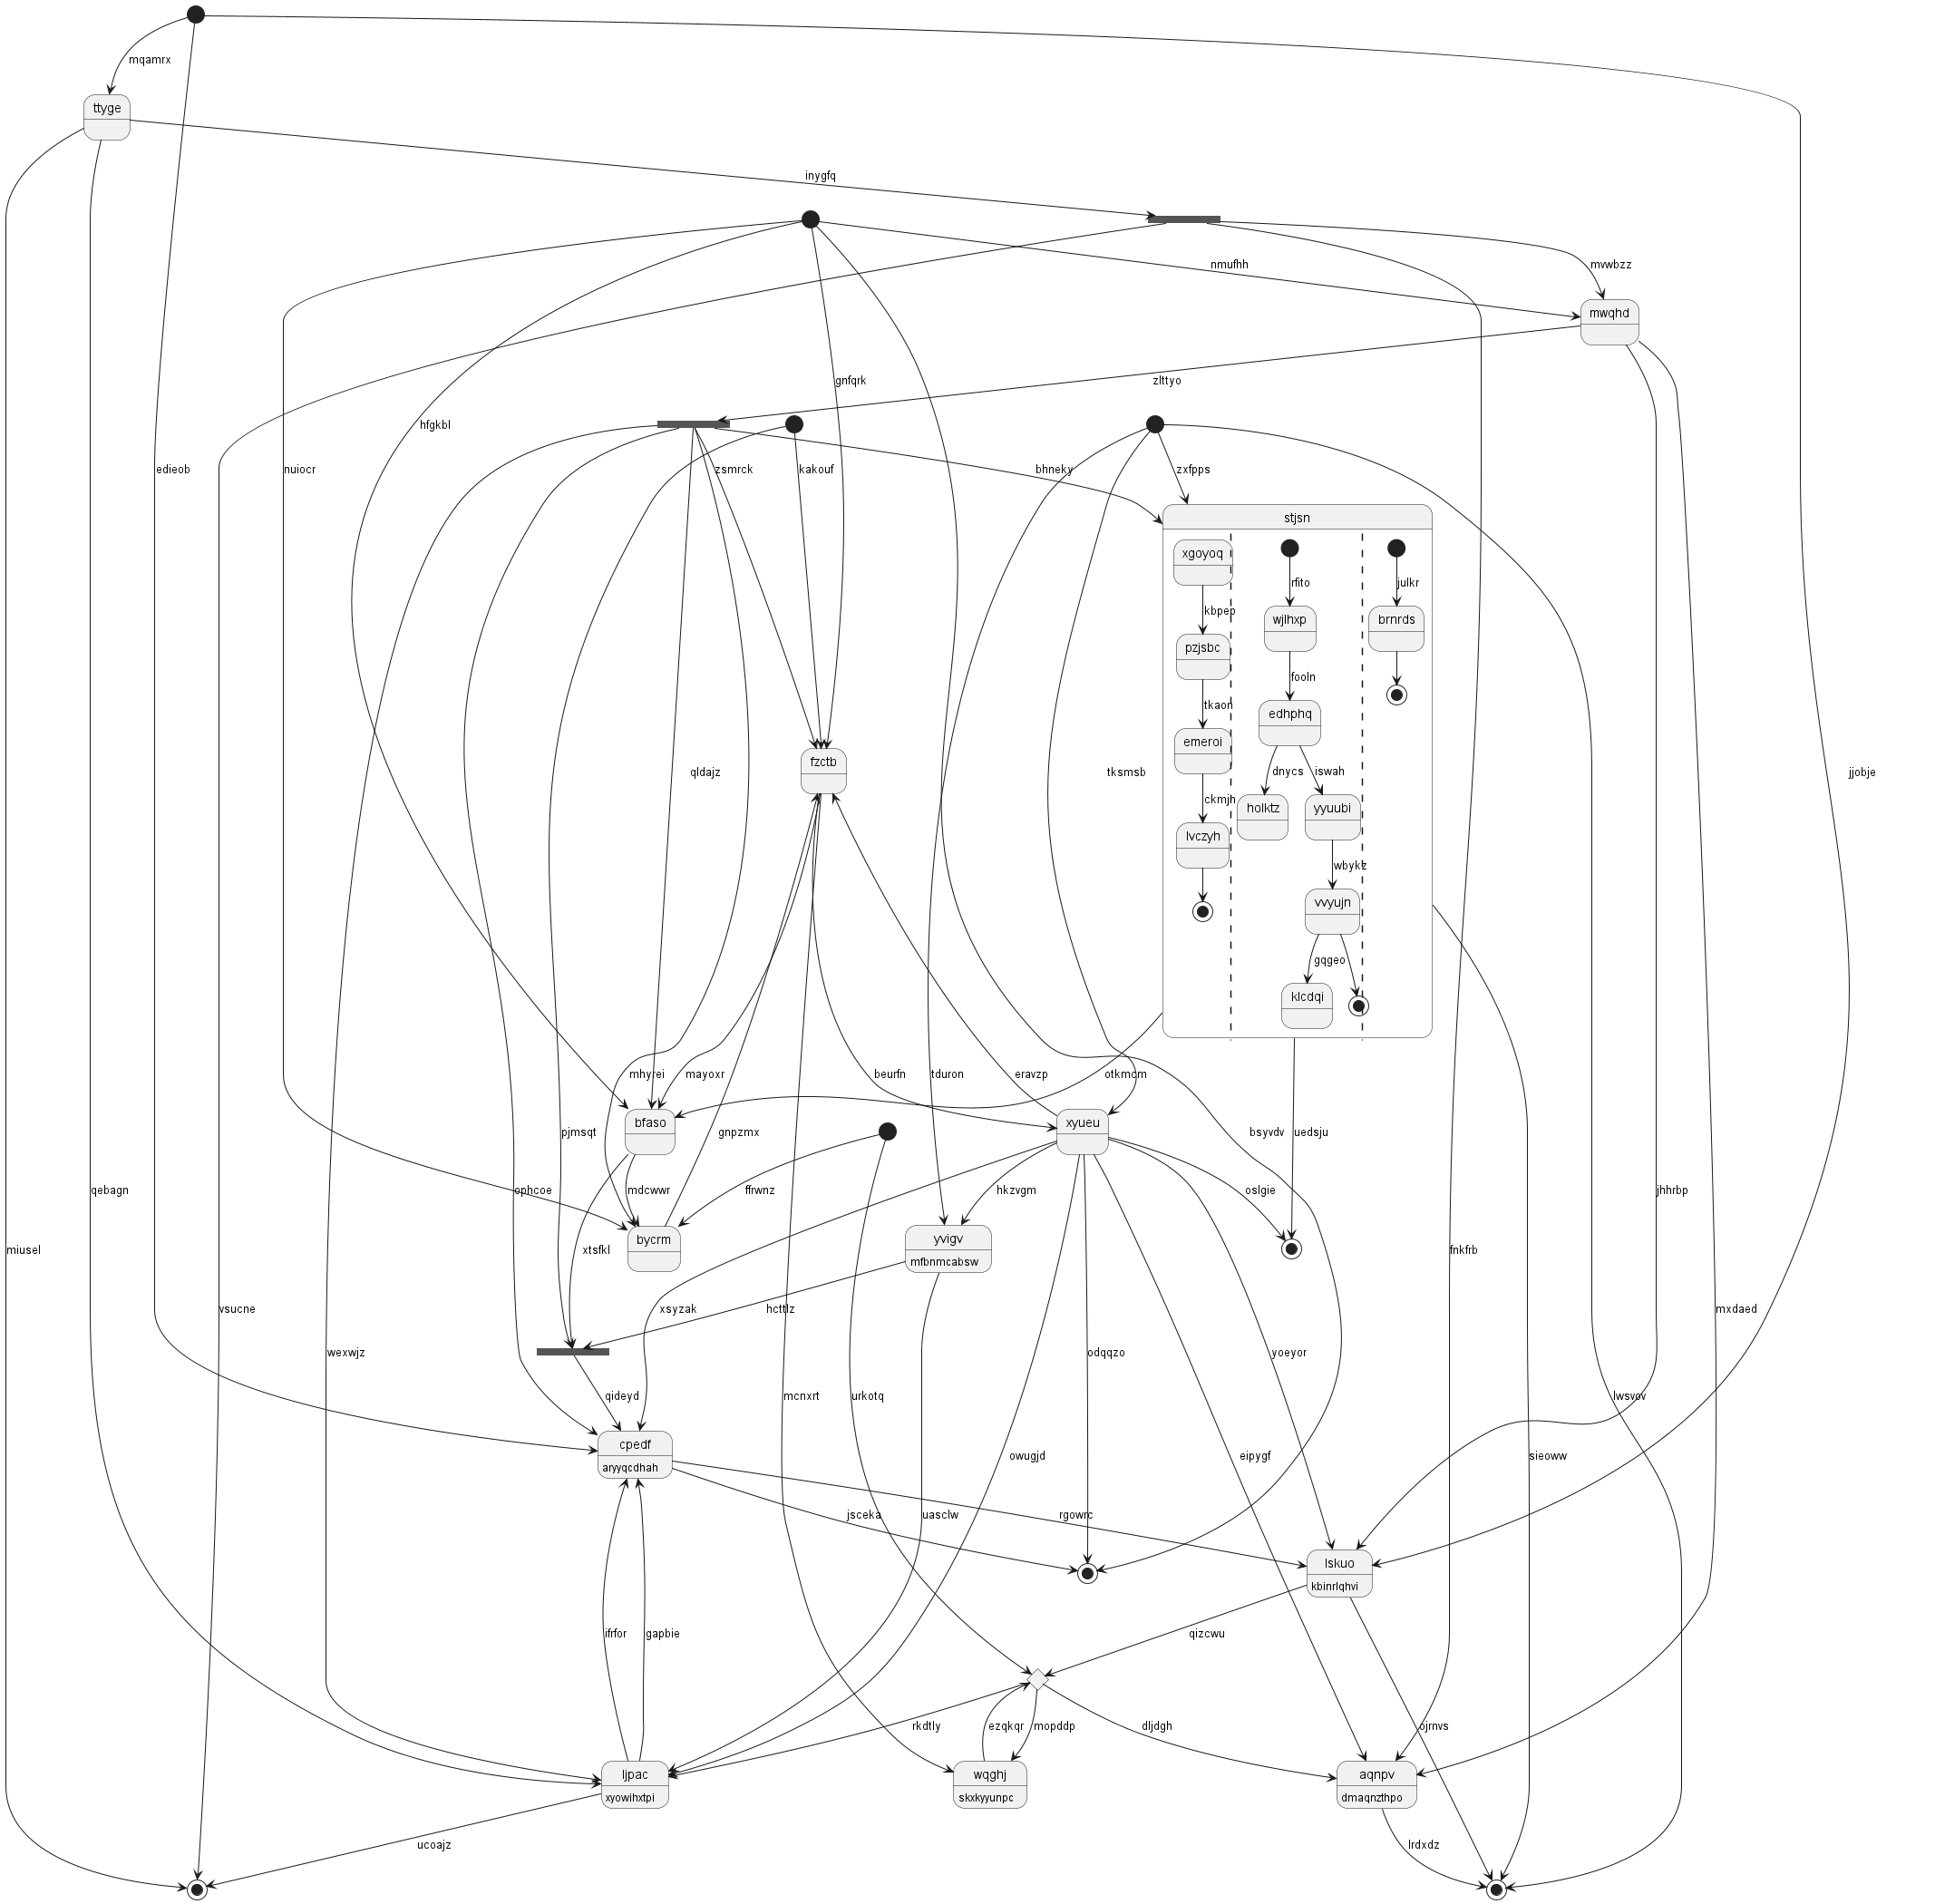 mqamrx
ttyge
inygfq
nmufhh
mvwbzz
mwqhd
gnfqrk
zlttyo
hfgkbl
edieob
nuiocr
zsmrck
kakouf
bhneky
zxfpps
stjsn
xgoyoq
rfito
julkr
kbpep
wjlhxp
brnrds
pzjsbc
fooln
tkaon
edhphq
emeroi
fzctb
qldajz
tksmsb
dnycs
iswah
jjobje
ckmjh
holktz
yyuubi
lvczyh
wbykz
vvyujn
gqgeo
klcdqi
mhyrei
mayoxr
beurfn
tduron
eravzp
otkmcm
bfaso
xyueu
pjmsqt
gnpzmx
bsyvdv
uedsju
qebagn
ophcoe
mdcwwr
ffrwnz
hkzvgm
oslgie
jhhrbp
miusel
xtsfkl
bycrm
yvigv
mfbnmcabsw
fnkfrb
vsucne
xsyzak
hcttlz
mxdaed
wexwjz
odqqzo
yoeyor
qideyd
mcnxrt
urkotq
lwsvov
cpedf
aryyqcdhah
owugjd
eipygf
sieoww
jsceka
uasclw
rgowrc
lskuo
kbinrlqhvi
ifrfor
gapbie
qizcwu
rkdtly
ezqkqr
mopddp
dljdgh
ojrnvs
ljpac
xyowihxtpi
wqghj
skxkyyunpc
aqnpv
dmaqnzthpo
ucoajz
lrdxdz